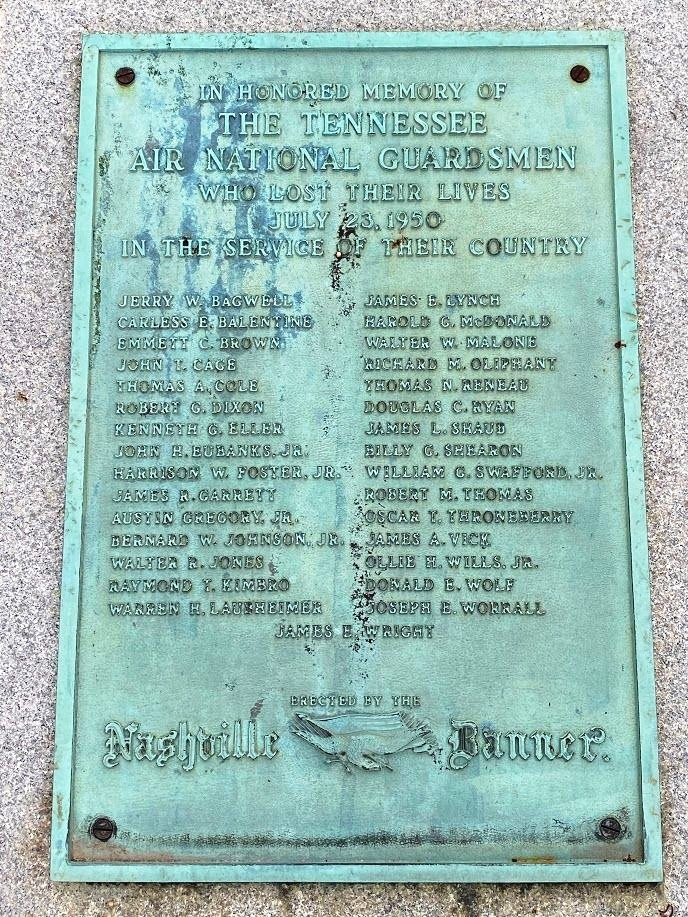 IN HONORED MEMORY OF
THE TENNESSEE
AIR NATIONAL GUARDSMEN
WHO LOST THEIR LIVES
JULY 23, 1950
IN THE SERVICE OF THEIR COUNTRY
JERRY W. BAGWELL
CARLESS E. BALENTINE
EMMETT C. BROWN
JOHN T. CAGE
THOMAS A. COLE
ROBERT G. DIXON
KENNETH G. ELLER
JOHN H. EUBANKS, JR.
HARRISON W. FOSTER, JR.
JAMES R. GARRETT
AUSTIN GREGORY, JR.
BERNARD W. JOHNSON, JR.
WALTER R. JONES
RAYMOND T. KIMBRO
WARREN H. LAUFHEIMER
JAMES E. LYNCH
HAROLD G. McDONALD
WALTER W. MALONE
RICHARD M. OLIPHANT
THOMAS N. RENEAU
DOUGLAS C. RYAN
JAMES L. SHAUB
BILLY G. SHEARON
WILLIAM G. SWAFFORD, JR.
ROBERT M. THOMAS
OSCAR T. THRONEBERRY
JAMES A. VICK
OLLIE H. WILLS, JR.
DONALD E. WOLF
JOSEPH E. WORRALL
JAMES E. WRIGHT
ERECTED BY THE
Nashville Banner.